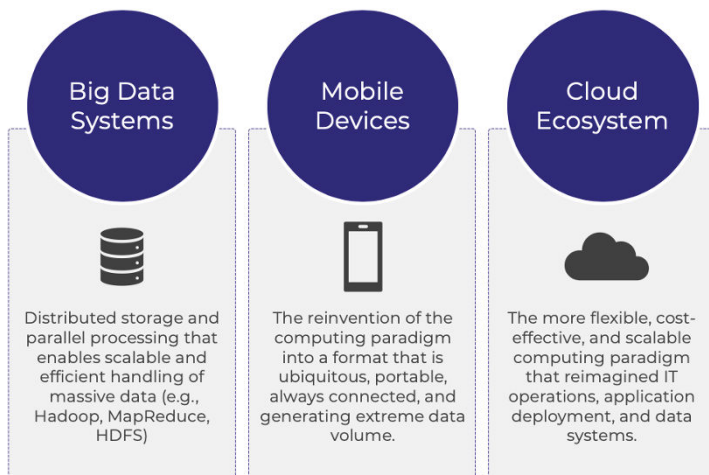 Big Data
Systems
Distributed storage and
parallel processing that
enables scalable and
efficient handling of
massive data (e.g.,
Hadoop, MapReduce,
HDFS)
Mobile
Devices
The reinvention of the
computing paradigm
into a format that is
ubiquitous, portable,
always connected, and
generating extreme data
volume.
Cloud
Ecosystem
The more flexible, cost-
effective, and scalable
computing paradigm
that reimagined IT
operations, application
deployment, and data
systems.